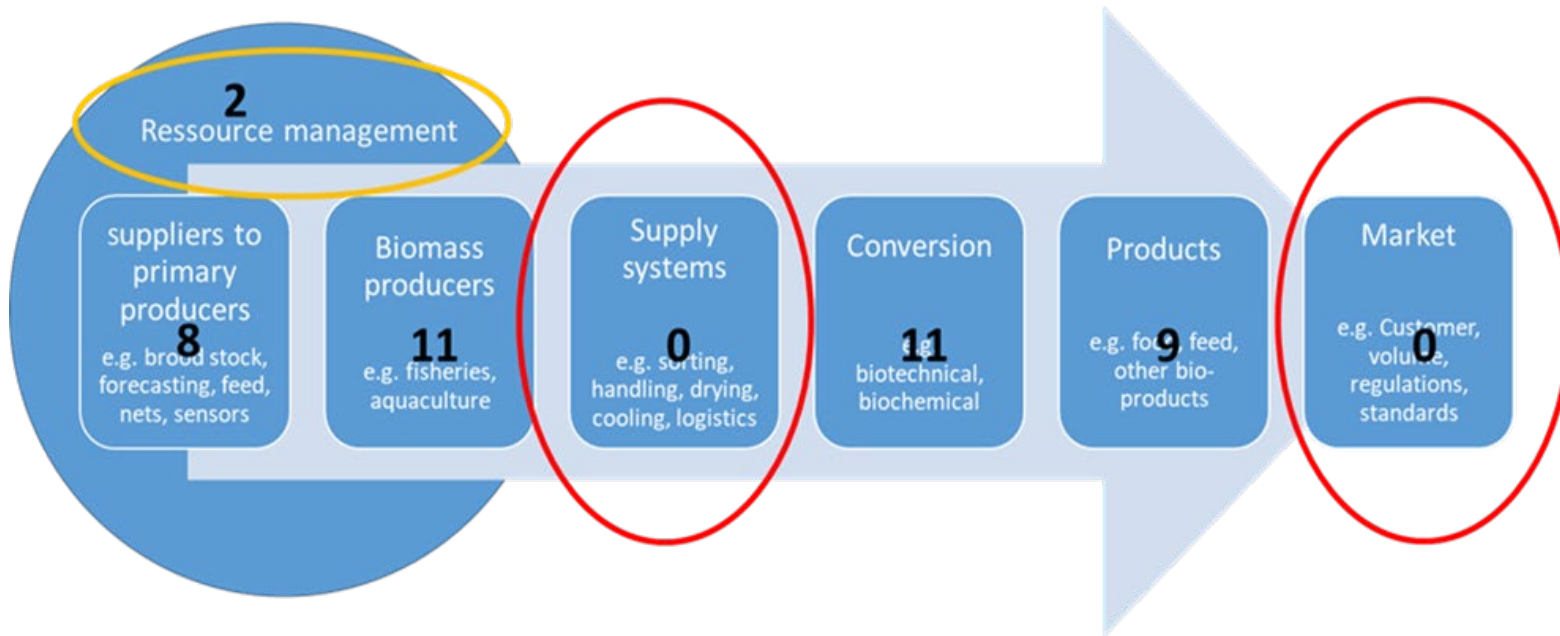 2
Ressource management
suppliers to
primary
producers
8
e.g. brood stock,
forecasting, feed,
nets, sensors
Biomass
producers
11
e.g. fisheries,
aquaculture
Supply
systems
0
e.g. sorting,
handling, drying,
cooling, logistics
Conversion
11
e.g.
biotechnical,
biochemical
Products
9
e.g. food, feed,
other bio-
products
Market
0
e.g. Customer,
volume,
regulations,
standards